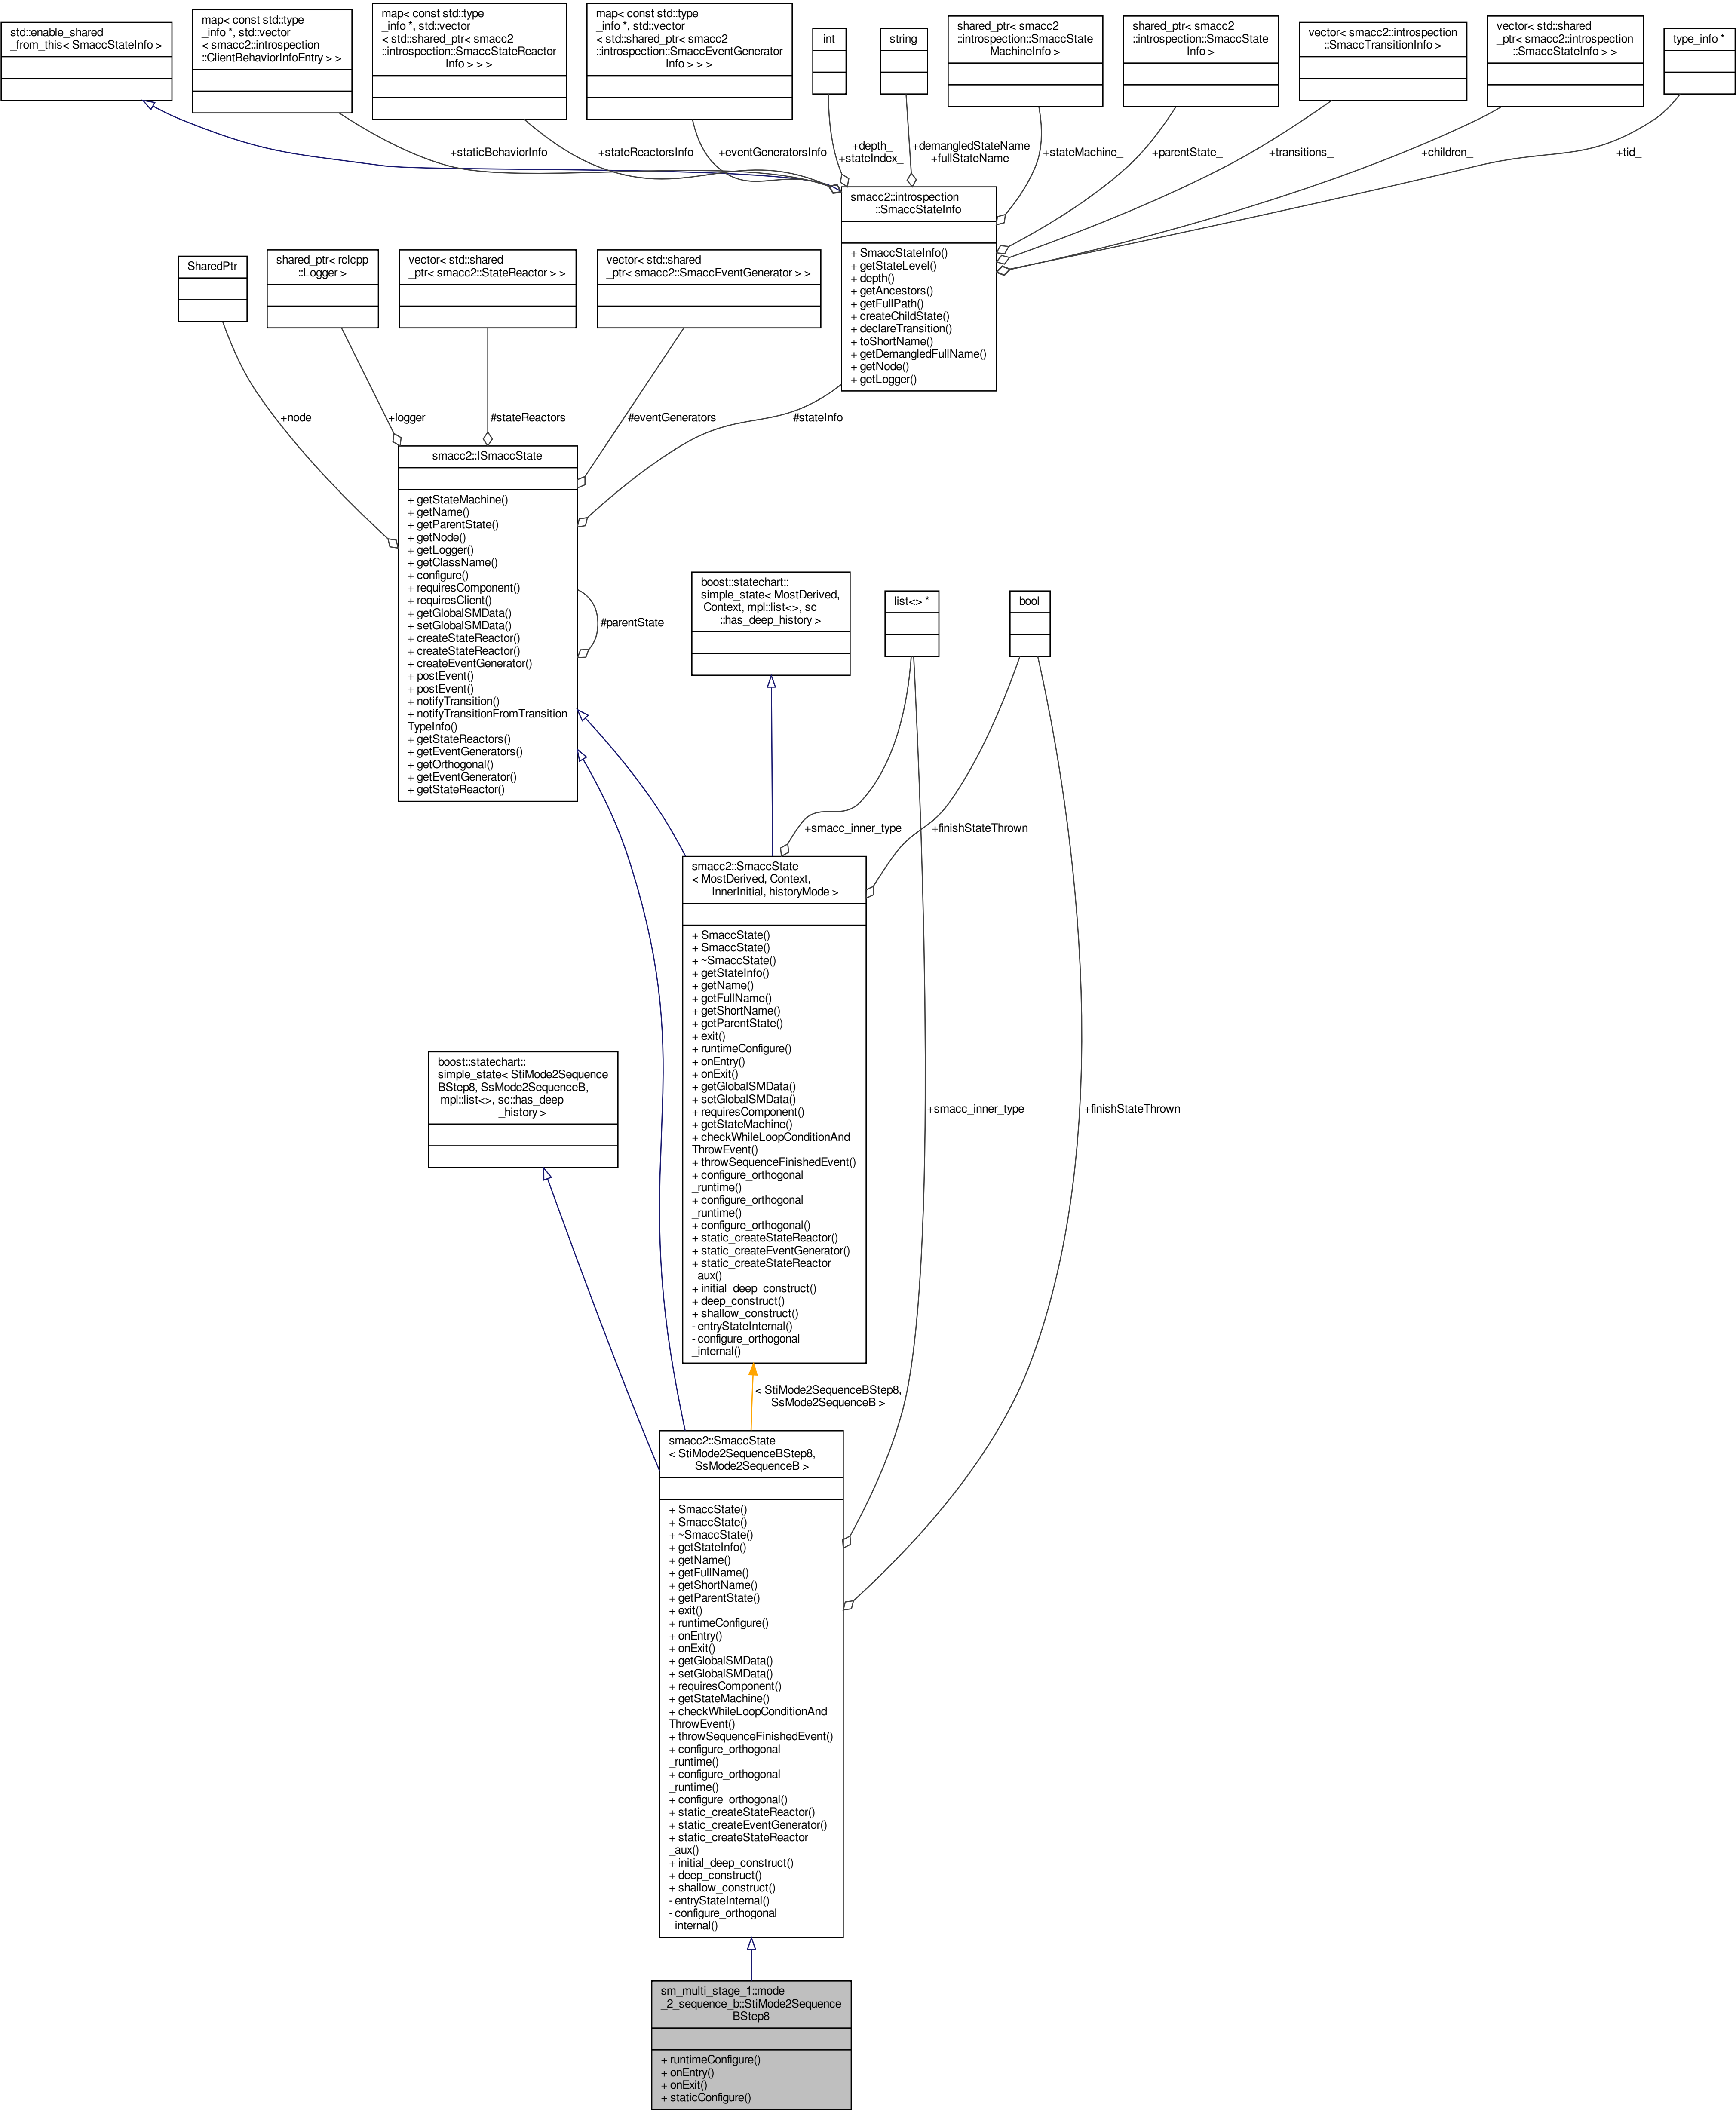 std::enable_shared
_from_this< SmaccStateInfo >
map< const std::type
_info *, std::vector
< smacc2::introspection
::ClientBehaviorInfoEntry > >
map< const std::type
_info *, std::vector
< std::shared_ptr< smacc2
::introspection::SmaccStateReactor
Info > > >
map< const std::type
_info *, std::vector
< std::shared_ptr< smacc2
::introspection::SmaccEventGenerator
Info > > >
int
string
shared_ptr< smacc2
::introspection::SmaccState
MachineInfo >
shared_ptr< smacc2
::introspection::SmaccState
Info >
vector< smacc2::introspection
::SmaccTransitionInfo >
vector< std::shared
_ptr< smacc2::introspection
::SmaccStateInfo > >
type_info *
+staticBehaviorInfo
+stateReactorsInfo
+eventGeneratorsInfo
+depth_
+stateIndex_
+demangledStateName
+fullStateName
+stateMachine_
+parentState_
+transitions_
+children_
+tid_
smacc2::introspection
::SmaccStateInfo
+ SmaccStateInfo()
+ getStateLevel()
+ depth()
+ getAncestors()
+ getFullPath()
+ createChildState()
+ declareTransition()
+ toShortName()
+ getDemangledFullName()
+ getNode()
+ getLogger()
SharedPtr
shared_ptr< rclcpp
::Logger >
vector< std::shared
_ptr< smacc2::StateReactor > >
vector< std::shared
_ptr< smacc2::SmaccEventGenerator > >
+node_
+logger_
#stateReactors_
#eventGenerators_
#stateInfo_
smacc2::ISmaccState
+ getStateMachine()
+ getName()
+ getParentState()
+ getNode()
+ getLogger()
+ getClassName()
+ configure()
+ requiresComponent()
+ requiresClient()
+ getGlobalSMData()
+ setGlobalSMData()
+ createStateReactor()
+ createStateReactor()
+ createEventGenerator()
+ postEvent()
+ postEvent()
+ notifyTransition()
+ notifyTransitionFromTransition
TypeInfo()
+ getStateReactors()
+ getEventGenerators()
+ getOrthogonal()
+ getEventGenerator()
+ getStateReactor()
#parentState_
boost::statechart::
simple_state< MostDerived,
Context, mpl::list<>, sc
::has_deep_history >
list<> *
bool
+smacc_inner_type
+finishStateThrown
smacc2::SmaccState
< MostDerived, Context,
InnerInitial, historyMode >
+ SmaccState()
+ SmaccState()
+ ~SmaccState()
+ getStateInfo()
+ getName()
+ getFullName()
+ getShortName()
+ getParentState()
+ exit()
+ runtimeConfigure()
+ onEntry()
+ onExit()
+ getGlobalSMData()
+ setGlobalSMData()
+ requiresComponent()
+ getStateMachine()
+ checkWhileLoopConditionAnd
ThrowEvent()
+ throwSequenceFinishedEvent()
+ configure_orthogonal
_runtime()
+ configure_orthogonal
_runtime()
+ configure_orthogonal()
+ static_createStateReactor()
+ static_createEventGenerator()
+ static_createStateReactor
_aux()
+ initial_deep_construct()
+ deep_construct()
+ shallow_construct()
- entryStateInternal()
- configure_orthogonal
_internal()
boost::statechart::
simple_state< StiMode2Sequence
BStep8, SsMode2SequenceB,
mpl::list<>, sc::has_deep
_history >
+smacc_inner_type
+finishStateThrown
< StiMode2SequenceBStep8,
SsMode2SequenceB >
smacc2::SmaccState
< StiMode2SequenceBStep8,
SsMode2SequenceB >
+ SmaccState()
+ SmaccState()
+ ~SmaccState()
+ getStateInfo()
+ getName()
+ getFullName()
+ getShortName()
+ getParentState()
+ exit()
+ runtimeConfigure()
+ onEntry()
+ onExit()
+ getGlobalSMData()
+ setGlobalSMData()
+ requiresComponent()
+ getStateMachine()
+ checkWhileLoopConditionAnd
ThrowEvent()
+ throwSequenceFinishedEvent()
+ configure_orthogonal
_runtime()
+ configure_orthogonal
_runtime()
+ configure_orthogonal()
+ static_createStateReactor()
+ static_createEventGenerator()
+ static_createStateReactor
_aux()
+ initial_deep_construct()
+ deep_construct()
+ shallow_construct()
- entryStateInternal()
- configure_orthogonal
_internal()
sm_multi_stage_1::mode
_2_sequence_b::StiMode2Sequence
BStep8
+ runtimeConfigure()
+ onEntry()
+ onExit()
+ staticConfigure()